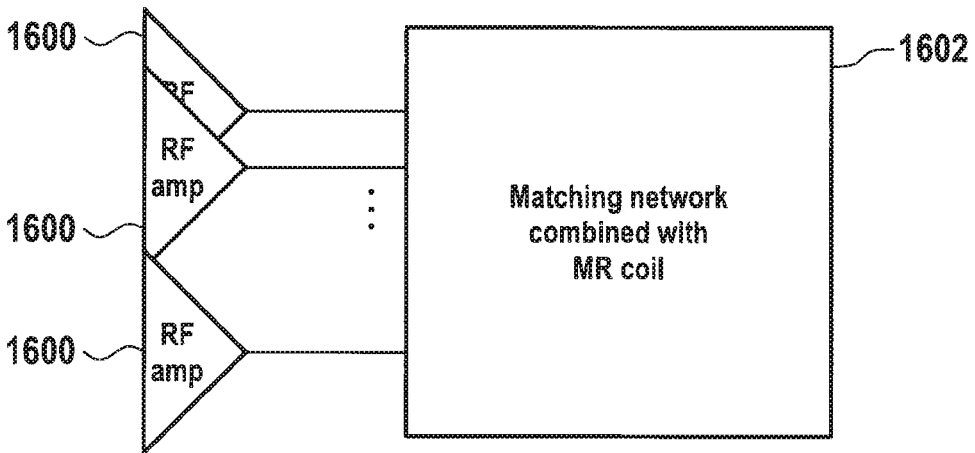 1600
1602
RF
RF
amp
1600
Matching network
combined with
MR coil
RF
amp
1600